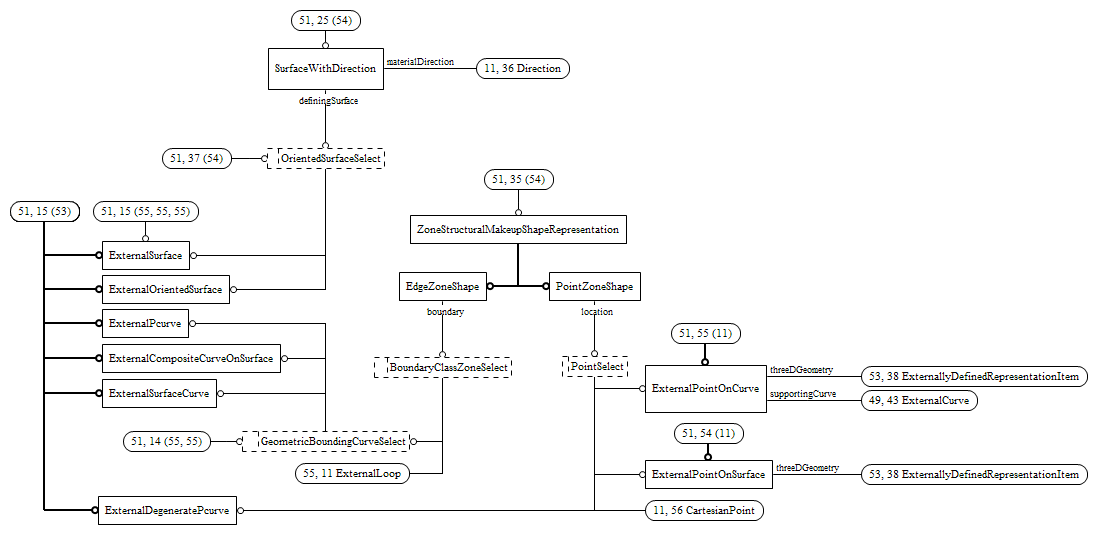 51, 25 (54)
SurfaceWithDirection
materialDirection
11, 36 Direction
definingSurface
51, 37 (54)
OrientedSurfaceSelect
51, 35 (54)
51, 15 (53)
51, 15 (55, 55, 55)
ZoneStructuralMakeupShapeRepresentation
ExternalSurface
ExternalOrientedSurface
EdgeZoneShape
PointZoneShape
boundary
location
ExternalPcurve
51, 55 (11)
ExternalCompositeCurveOnSurface
BoundaryClassZoneSelect
PointSelect
ExternalPointOnCurve
threeDGeometry
53, 38 ExternallyDefinedRepresentationItem
supportingCurve
49, 43 ExternalCurve
ExternalSurfaceCurve
51, 14 (55, 55)
GeometricBoundingCurveSelect
51, 54 (11)
55, 11 ExternalLoop
ExternalPointOnSurface
threeDGeometry
53, 38 ExternallyDefinedRepresentationItem
ExternalDegeneratePcurve
11, 56 CartesianPoint